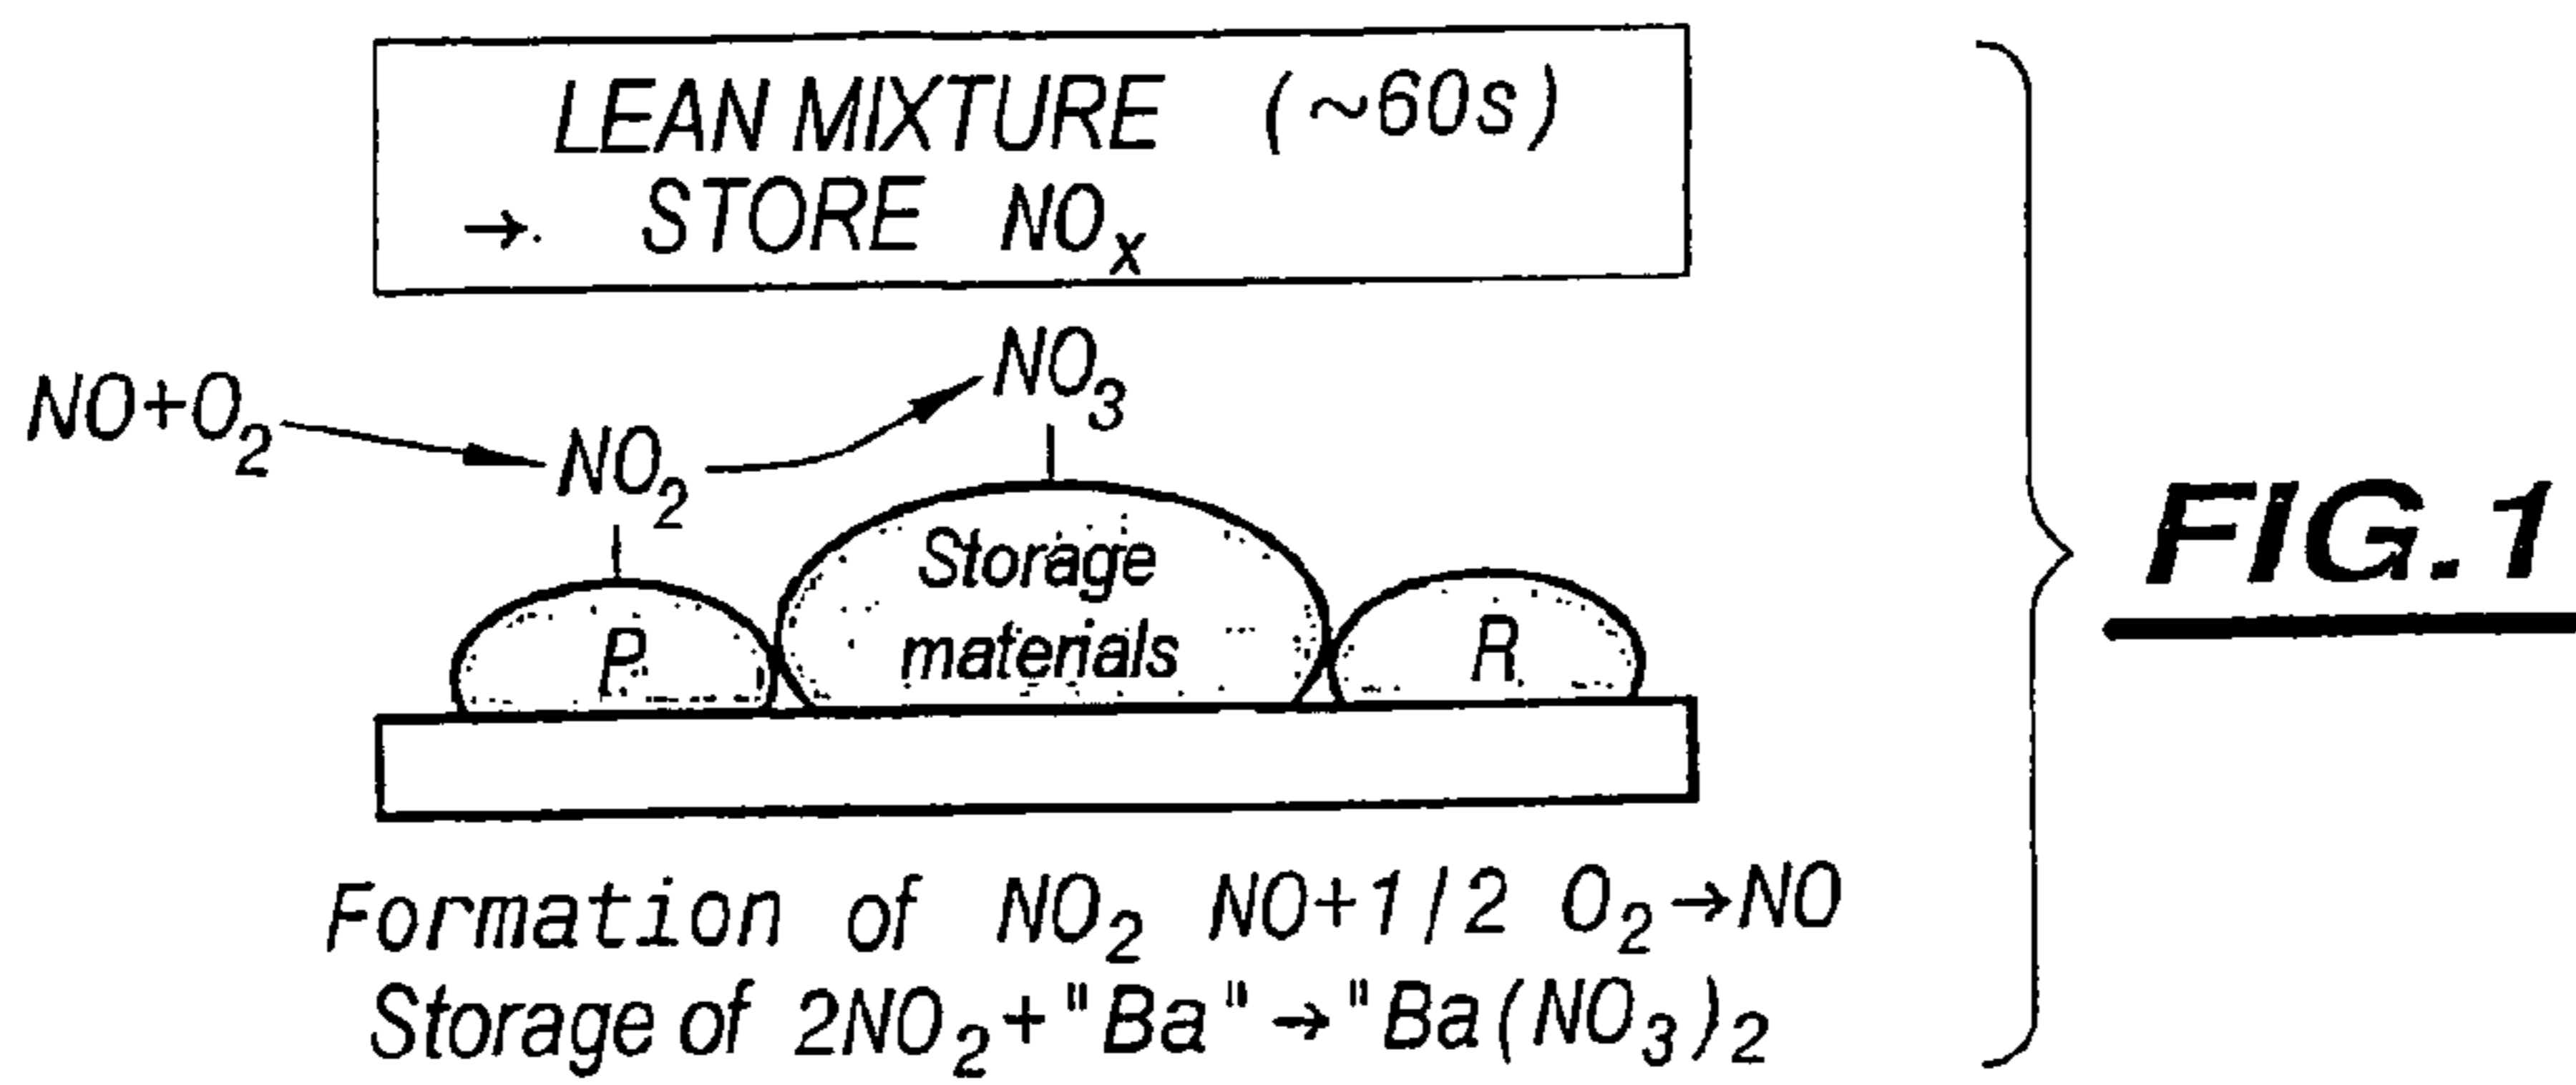 LEAN MIXTURE (~60s)
→ STORE NOₓ
NO₃
NO+O₂
NO₂
Storage
materials
P
R
FIG.1
Formation of NO₂ NO+1/2 O₂→NO
Storage of 2NO₂+"Ba"→"Ba(NO₃)₂